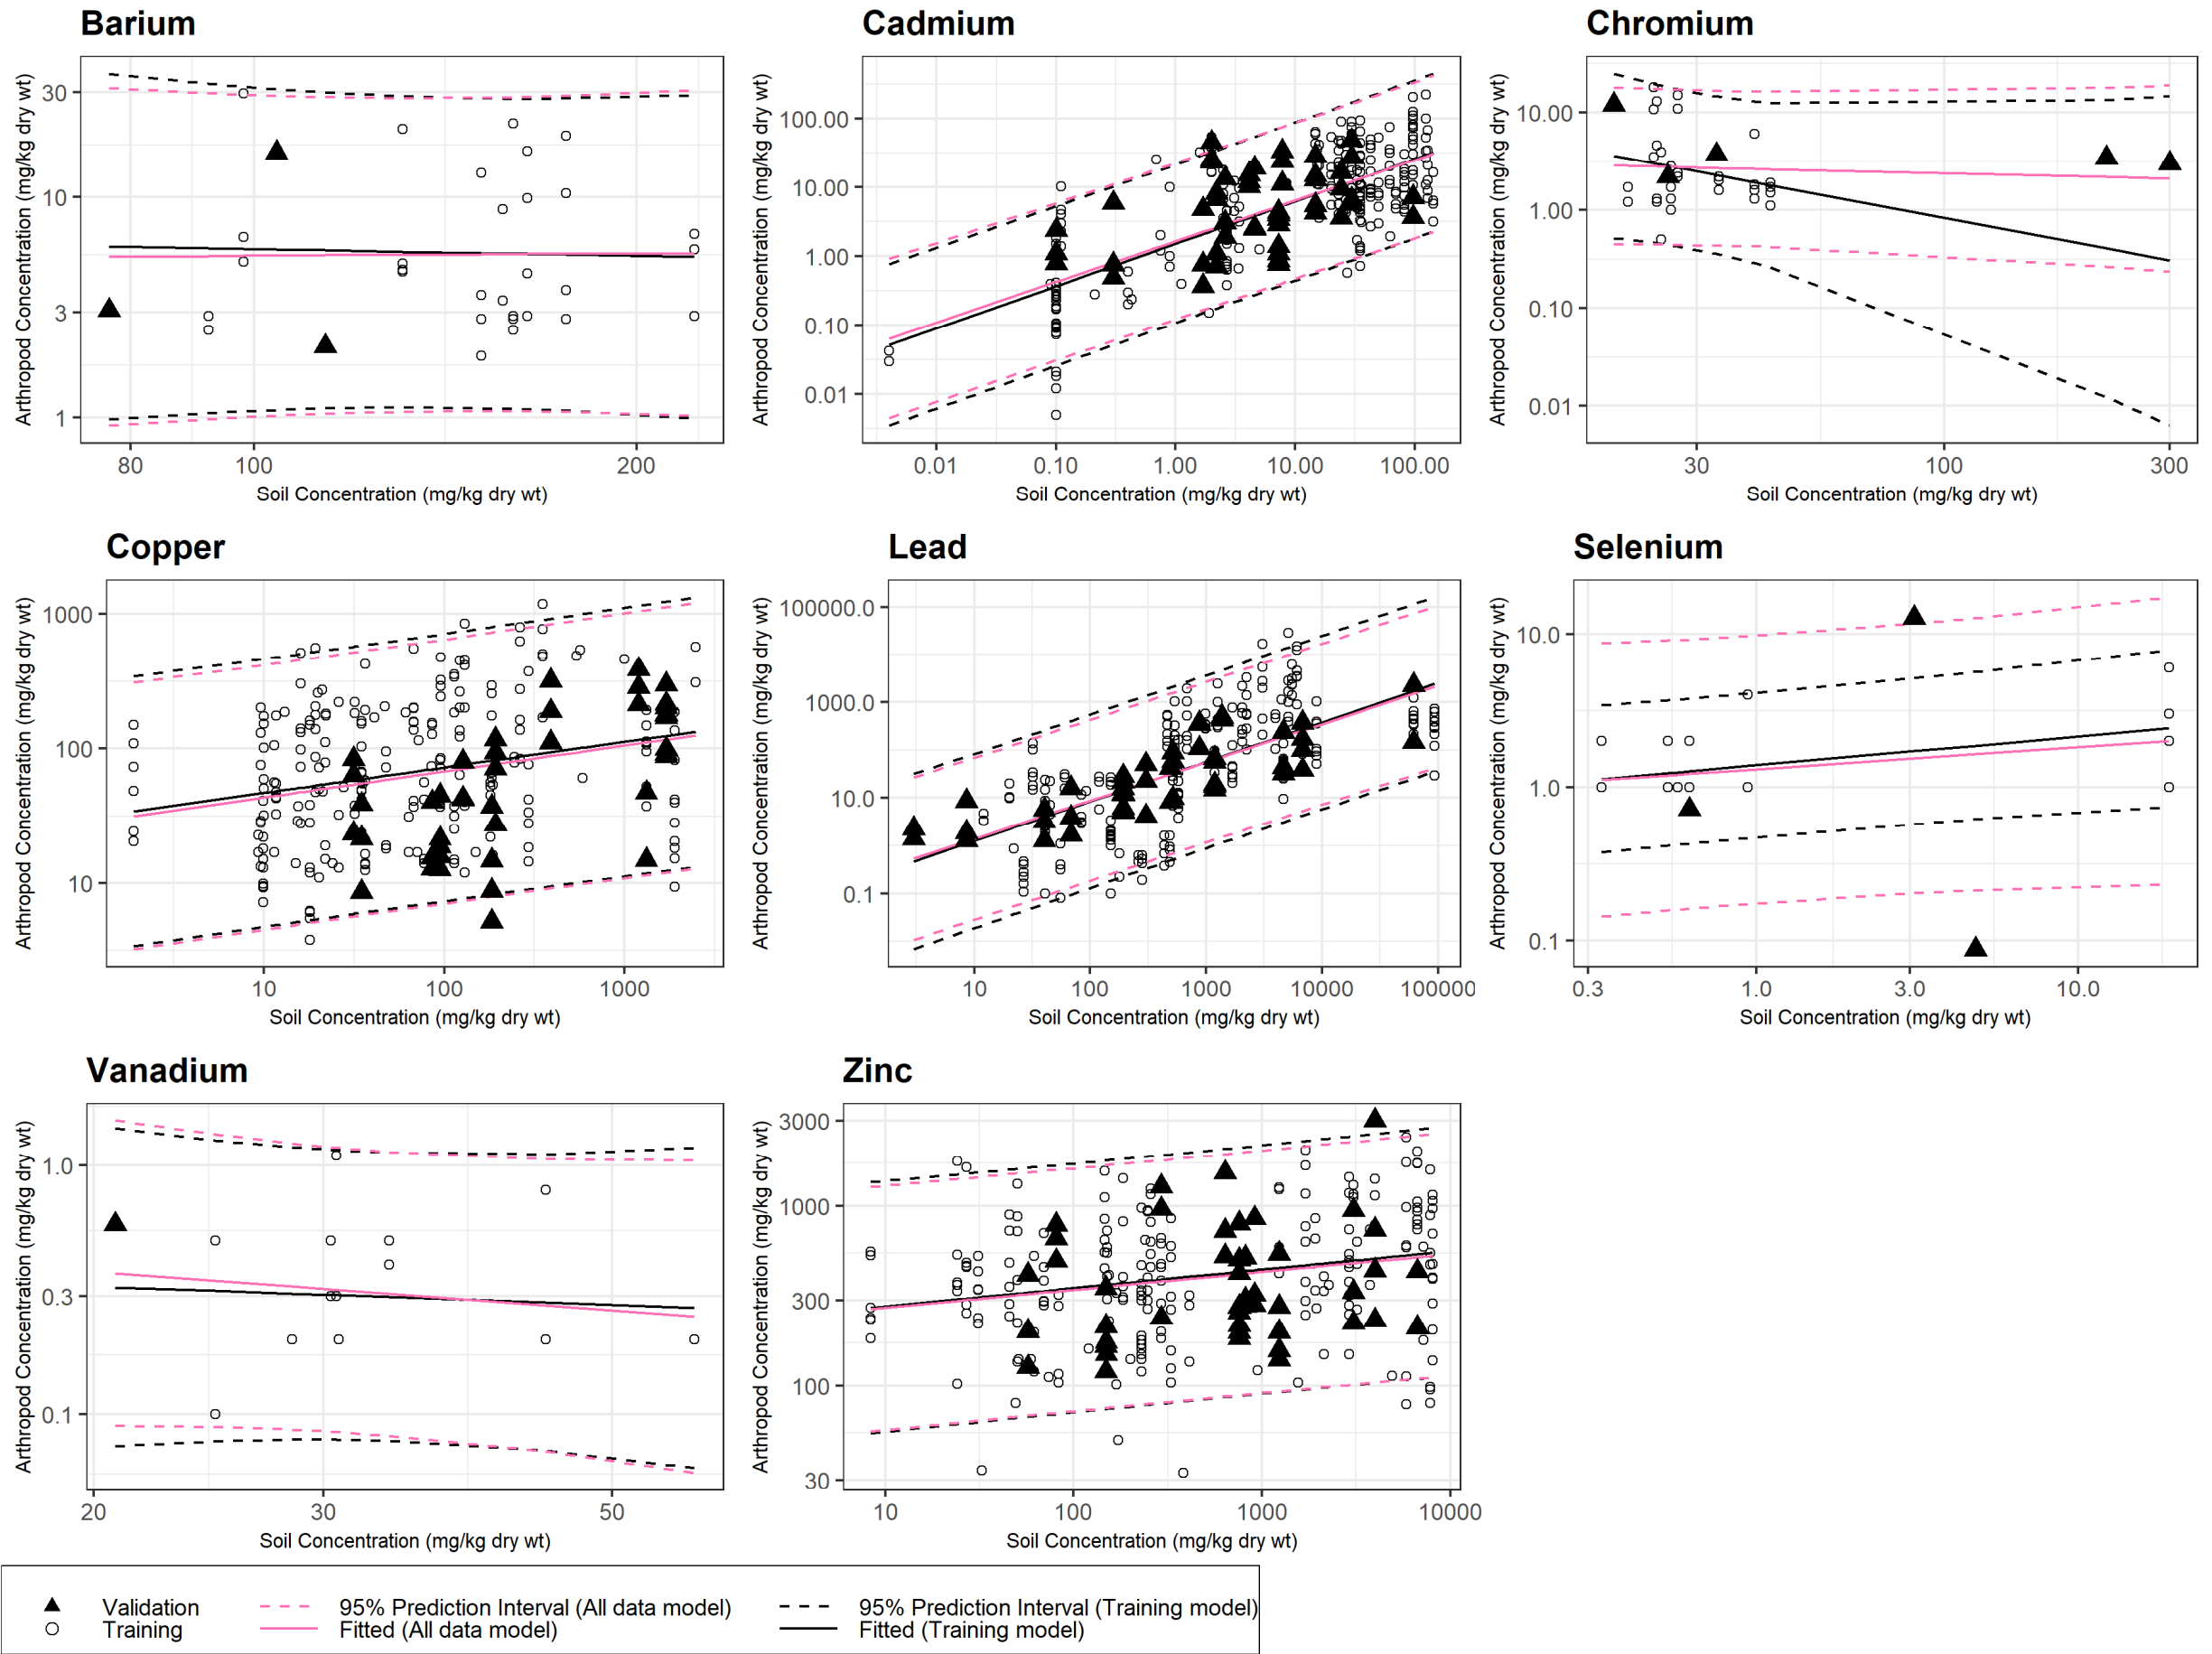 Barium
Cadmium
Chromium
Arthropod Concentration (mg/kg dry wt)
30
10
3
1
80 100 200
Soil Concentration (mg/kg dry wt)
Arthropod Concentration (mg/kg dry wt)
100.00
10.00
1.00
0.10
0.01
0.01 0.10 1.00 10.00 100.00
Soil Concentration (mg/kg dry wt)
Arthropod Concentration (mg/kg dry wt)
10.00
1.00
0.10
0.01
30 100 300
Soil Concentration (mg/kg dry wt)
Copper
Lead
Selenium
Arthropod Concentration (mg/kg dry wt)
1000
100
10
10 100 1000
Soil Concentration (mg/kg dry wt)
Arthropod Concentration (mg/kg dry wt)
100000.0
1000.0
10.0
0.1
10 100 1000 10000 100000
Soil Concentration (mg/kg dry wt)
Arthropod Concentration (mg/kg dry wt)
10.0
1.0
0.1
0.3 1.0 3.0 10.0
Soil Concentration (mg/kg dry wt)
Vanadium
Zinc
Arthropod Concentration (mg/kg dry wt)
1.0
0.3
0.1
20 30 50
Soil Concentration (mg/kg dry wt)
Arthropod Concentration (mg/kg dry wt)
3000
1000
300
100
30
10 100 1000 10000
Soil Concentration (mg/kg dry wt)
Validation 95% Prediction Interval (All data model) 95% Prediction Interval (Training model)
Training Fitted (All data model) Fitted (Training model)